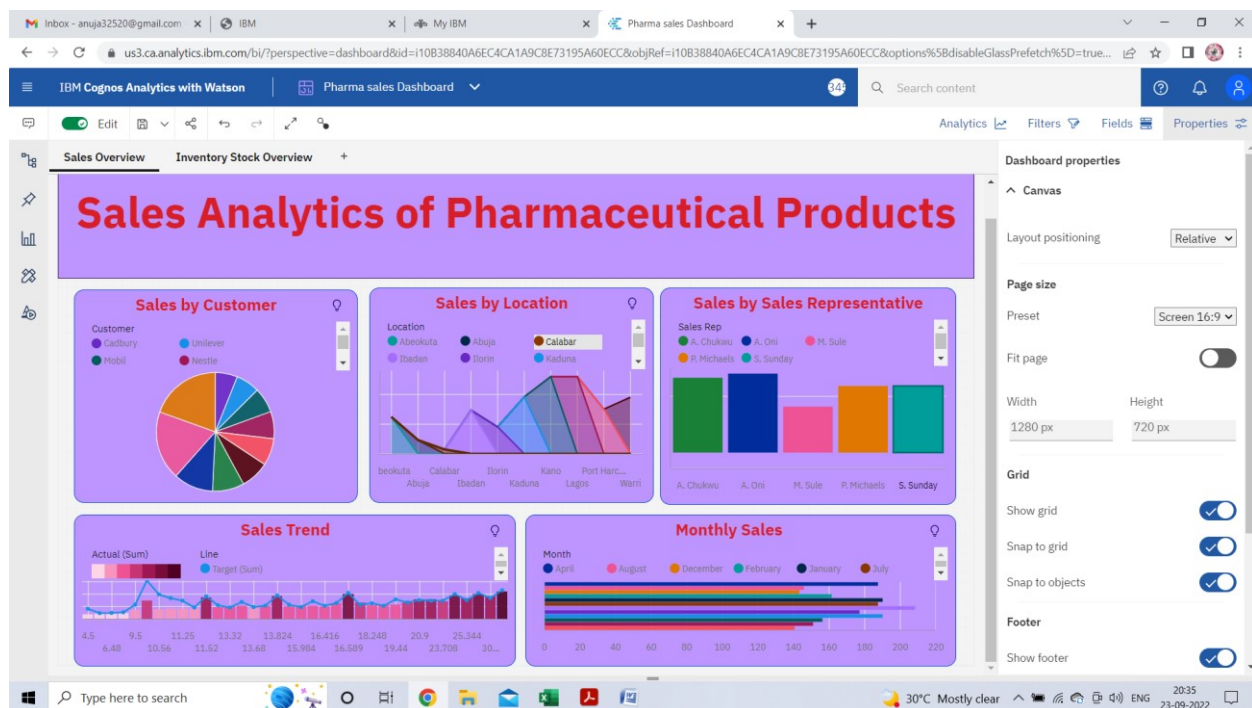 Inbox - anuja32520@gmail.com
IBM
My IBM
Pharma sales Dashboard
us3.ca.analytics.ibm.com/bi/?perspective=dashboard&id=i10B38840A6EC4CA1A9C8E73195A60ECC&objRef=i10B38840A6EC4CA1A9C8E73195A60ECC&options%5BdisableGlassPrefetch%5D=true...
IBM Cognos Analytics with Watson
Pharma sales Dashboard
Search content
Edit
Analytics
Filters
Fields
Properties
Sales Overview
Inventory Stock Overview
+
Sales Analytics of Pharmaceutical Products
Sales by Customer
Customer
Cadbury Unilever
Mobil Nestle
Sales by Location
Location
Abeokuta Abuja Calabar
Ibadan Ilorin Kaduna
beokuta Calabar Ilorin Kano Port Harc...
Abuja Ibadan Kaduna Lagos Warri
Sales by Sales Representative
Sales Rep
A. Chukwu A. Oni M. Sule
P. Michaels S. Sunday
A. Chukwu A. Oni M. Sule P. Michaels S. Sunday
Sales Trend
Actual (Sum) Line
Target (Sum)
4.5 9.5 11.25 13.32 13.824 16.416 18.248 20.9 25.344
6.48 10.56 11.52 13.68 15.984 16.589 19.44 23.708 30...
Monthly Sales
Month
April August December February January July
0 20 40 60 80 100 120 140 160 180 200 220
Dashboard properties
Canvas
Layout positioning Relative
Page size
Preset Screen 16:9
Fit page
Width Height
1280 px 720 px
Grid
Show grid
Snap to grid
Snap to objects
Footer
Show footer
Type here to search
30°C Mostly clear
ENG
20:35
23-09-2022